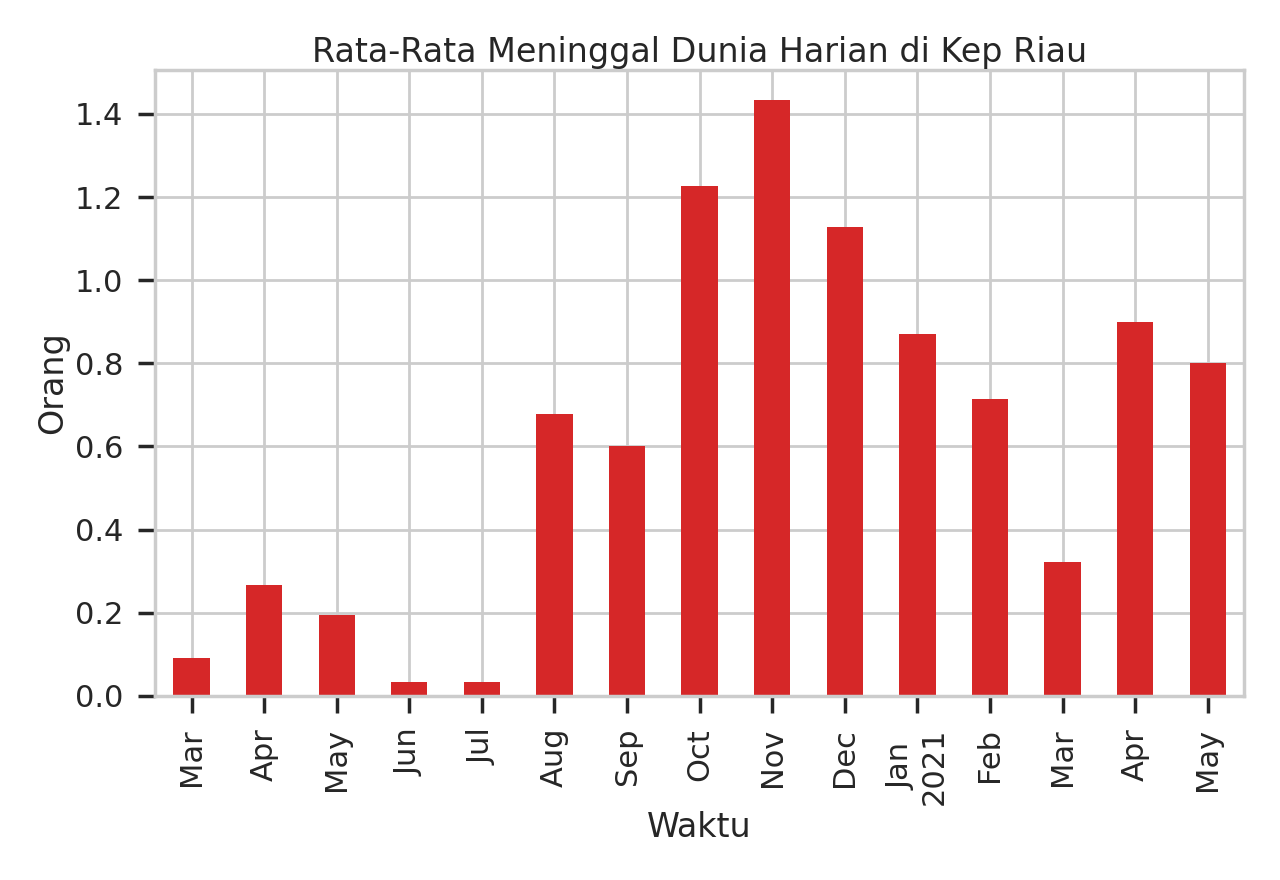 Rata-Rata Meninggal Dunia Harian di Kep Riau
1.4
1.2
1.0
0.8
0.6
0.4
0.2
0.0
Orang
Mar
Apr
May
Jun
Jul
Aug
Sep
Oct
Nov
Dec
Jan
2021
Feb
Mar
Apr
May
Waktu